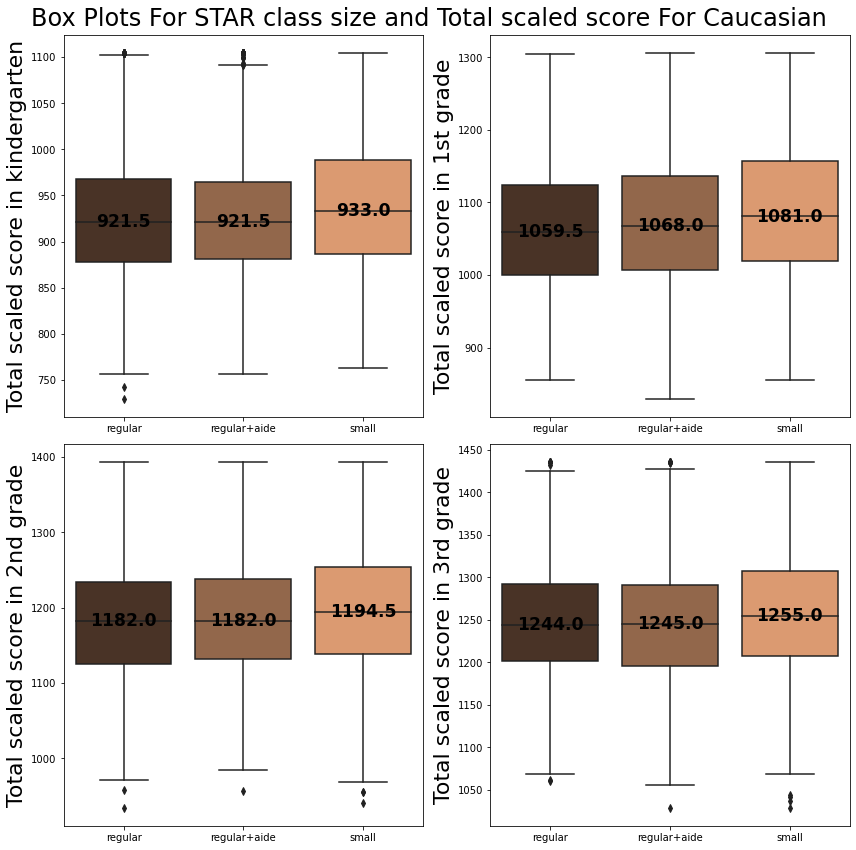 Box Plots For STAR class size and Total scaled score For Caucasian
Total scaled score in kindergarten
1100
1050
1000
950
900
850
800
750
921.5
921.5
933.0
regular
regular+aide
small
Total scaled score in 1st grade
1300
1200
1100
1000
900
1059.5
1068.0
1081.0
regular
regular+aide
small
Total scaled score in 2nd grade
1400
1300
1200
1100
1000
1182.0
1182.0
1194.5
regular
regular+aide
small
Total scaled score in 3rd grade
1450
1400
1350
1300
1250
1200
1150
1100
1050
1244.0
1245.0
1255.0
regular
regular+aide
small